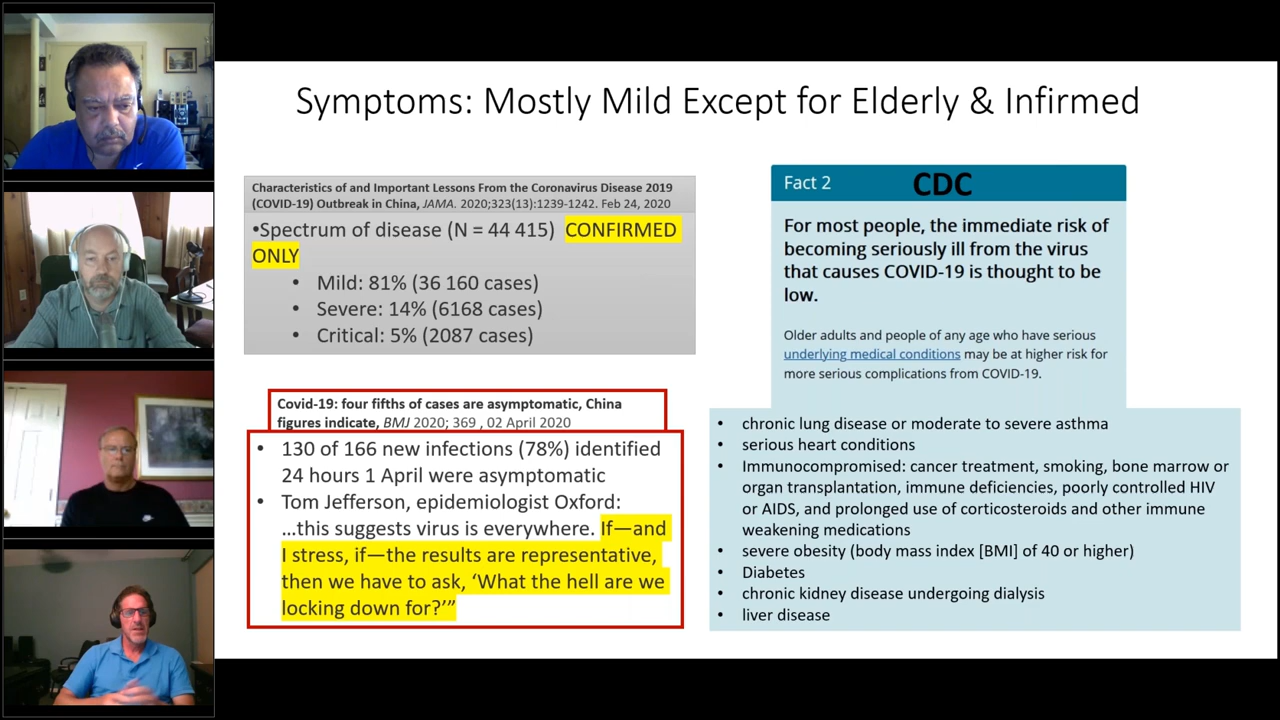 Symptoms: Mostly Mild Except for Elderly & Infirmed
Characteristics of and Important Lessons From the Coronavirus Disease 2019
(COVID-19) Outbreak in China, JAMA. 2020;323(13):1239-1242. Feb 24, 2020
•Spectrum of disease (N = 44 415) CONFIRMED
ONLY
• Mild: 81% (36 160 cases)
• Severe: 14% (6168 cases)
• Critical: 5% (2087 cases)
Covid-19: four fifths of cases are asymptomatic, China
figures indicate, BMJ 2020; 369 , 02 April 2020
• 130 of 166 new infections (78%) identified
24 hours 1 April were asymptomatic
• Tom Jefferson, epidemiologist Oxford:
…this suggests virus is everywhere. If—and
I stress, if—the results are representative,
then we have to ask, ‘What the hell are we
locking down for?’”
Fact 2 CDC
For most people, the immediate risk of
becoming seriously ill from the virus
that causes COVID-19 is thought to be
low.
Older adults and people of any age who have serious
underlying medical conditions may be at higher risk for
more serious complications from COVID-19.
• chronic lung disease or moderate to severe asthma
• serious heart conditions
• Immunocompromised: cancer treatment, smoking, bone marrow or
organ transplantation, immune deficiencies, poorly controlled HIV
or AIDS, and prolonged use of corticosteroids and other immune
weakening medications
• severe obesity (body mass index [BMI] of 40 or higher)
• Diabetes
• chronic kidney disease undergoing dialysis
• liver disease